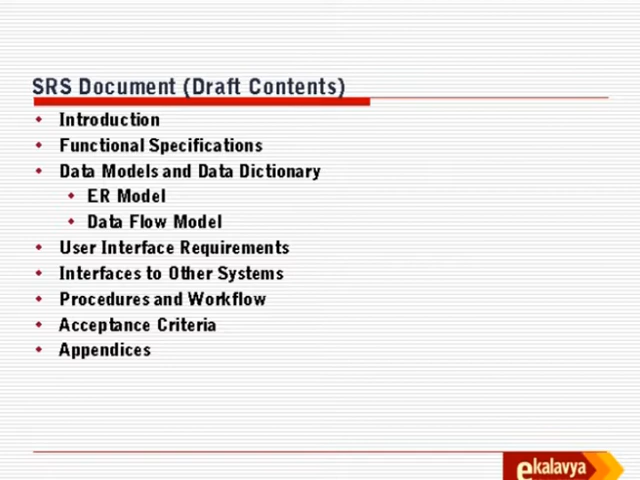 SRS Document (Draft Contents)
Introduction
Functional Specifications
Data Models and Data Dictionary
ER Model
Data Flow Model
User Interface Requirements
Interfaces to Other Systems
Procedures and Workflow
Acceptance Criteria
Appendices
ekalavya